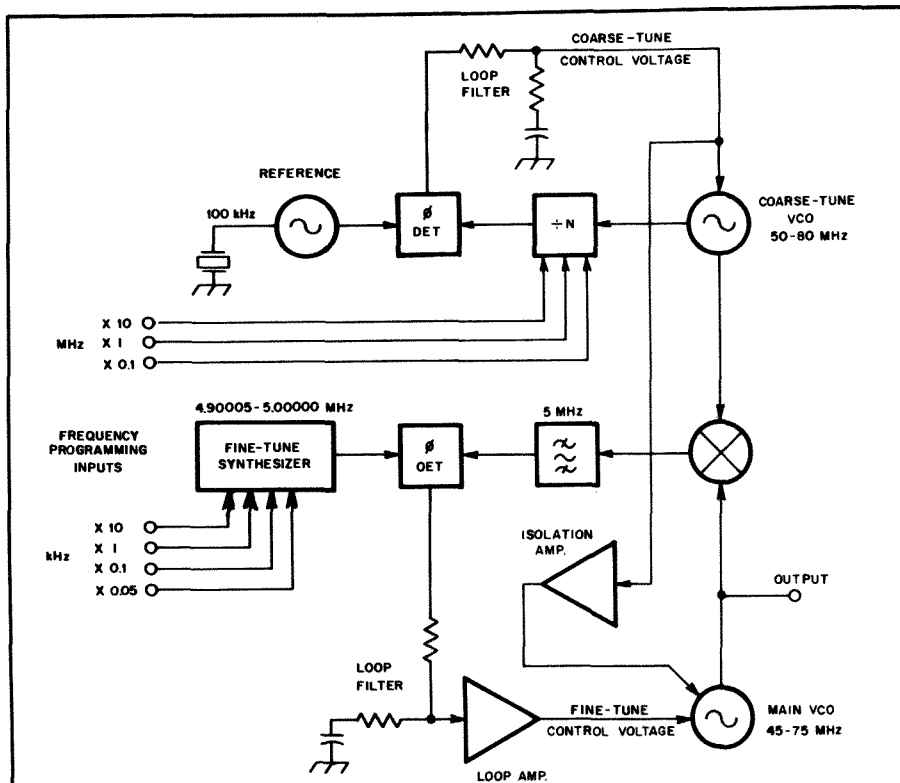 COARSE-TUNE
CONTROL VOLTAGE
LOOP
FILTER
REFERENCE
100 kHz
Ø
DET
÷N
COARSE-TUNE
VCO
50-80 MHz
X 10
MHz X 1
X 0.1
4.90005-5.00000 MHz
5 MHz
FREQUENCY
PROGRAMMING
INPUTS
FINE-TUNE
SYNTHESIZER
Ø
OET
X 10
kHz X 1
X 0.1
X 0.05
ISOLATION
AMP.
OUTPUT
LOOP
FILTER
FINE-TUNE
CONTROL VOLTAGE
MAIN VCO
45-75 MHz
LOOP AMP.